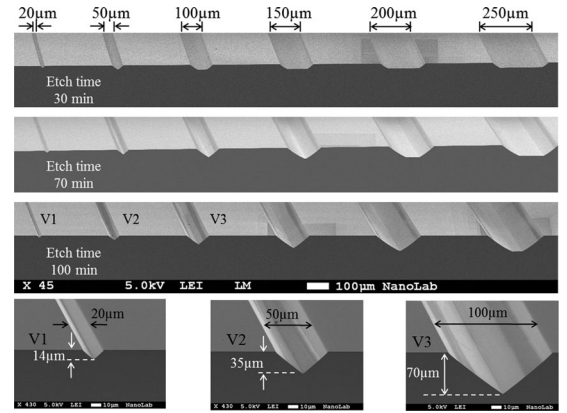 20μm 50μm 100μm 150μm 200μm 250μm
Etch time
30 min
Etch time
70 min
V1 V2 V3
Etch time
100 min
X 45 5.0kV LEI LM 100μm NanoLab
20μm
V1
14μm
X 430 5.0kV LEI 10μm NanoLab
50μm
V2
35μm
X 430 5.0kV LEI 10μm NanoLab
100μm
V3
70μm
X 430 5.0kV LEI 10μm NanoLab